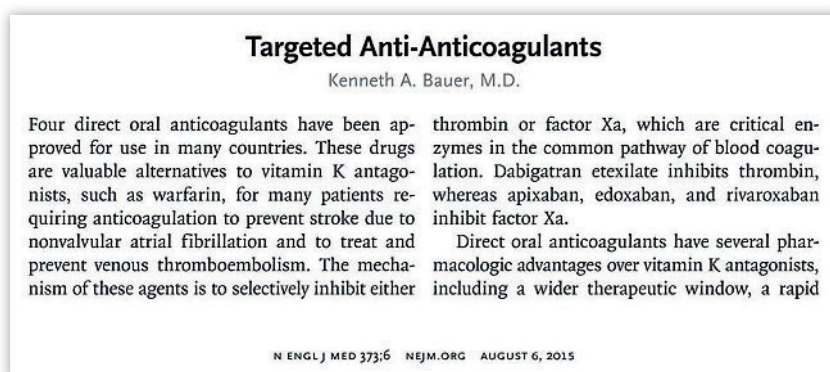 Targeted Anti-Anticoagulants
Kenneth A. Bauer, M.D.
Four direct oral anticoagulants have been ap-
proved for use in many countries. These drugs
are valuable alternatives to vitamin K antago-
nists, such as warfarin, for many patients re-
quiring anticoagulation to prevent stroke due to
nonvalvular atrial fibrillation and to treat and
prevent venous thromboembolism. The mecha-
nism of these agents is to selectively inhibit either
thrombin or factor Xa, which are critical en-
zymes in the common pathway of blood coagu-
lation. Dabigatran etexilate inhibits thrombin,
whereas apixaban, edoxaban, and rivaroxaban
inhibit factor Xa.
Direct oral anticoagulants have several phar-
macologic advantages over vitamin K antagonists,
including a wider therapeutic window, a rapid
N ENGL J MED 373;6 NEJM.ORG AUGUST 6, 2015